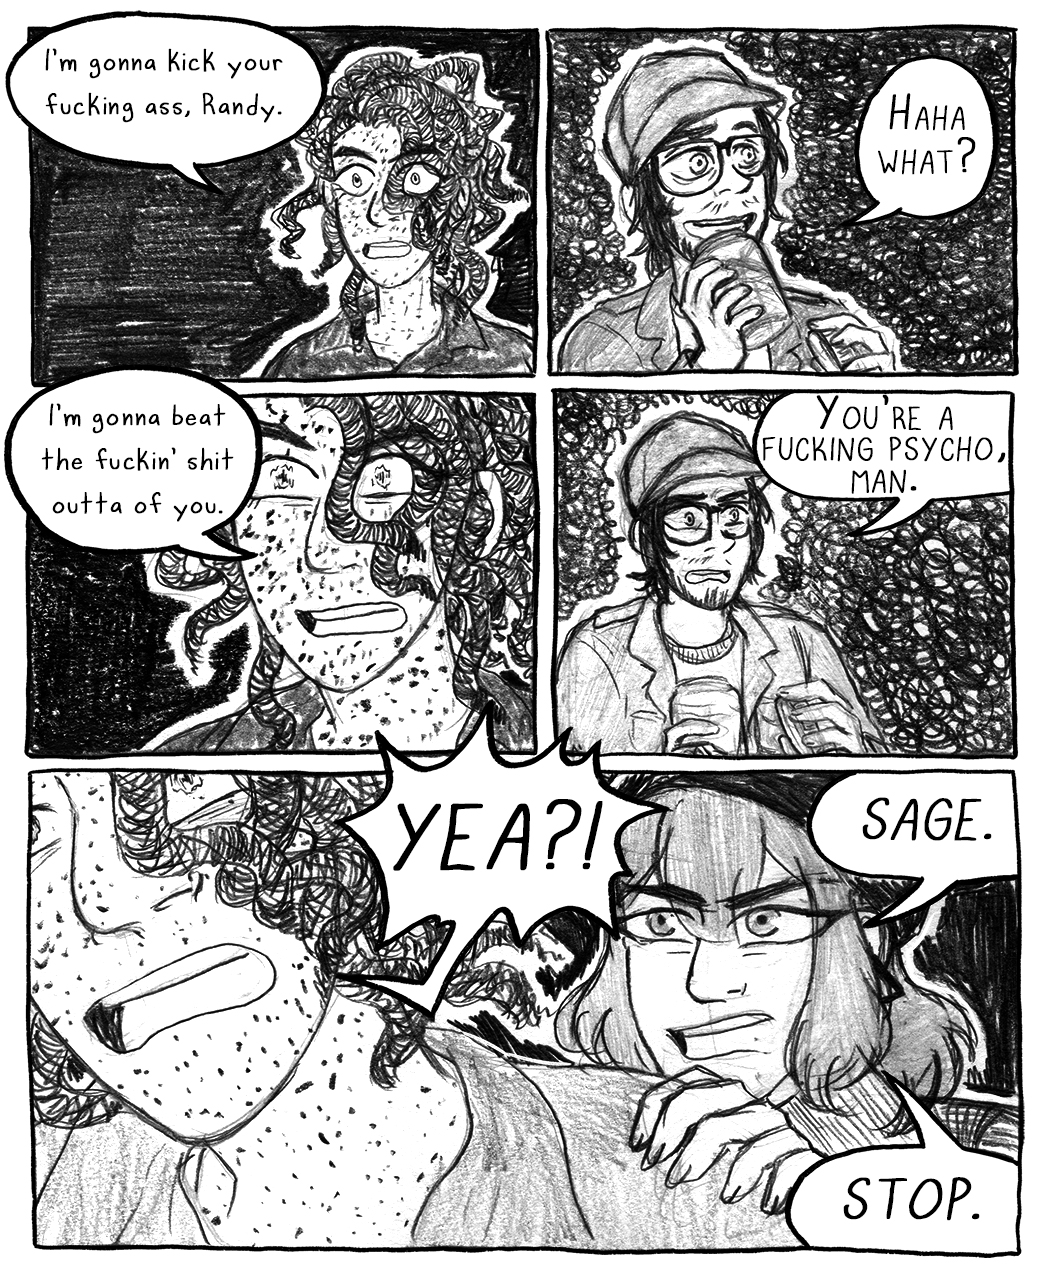 I'm gonna kick your
fucking ass, Randy.
HAHA
WHAT?
I'm gonna beat
the fuckin' shit
outta of you.
YOU'RE A
FUCKING PSYCHO,
MAN.
YEA?!
SAGE.
STOP.